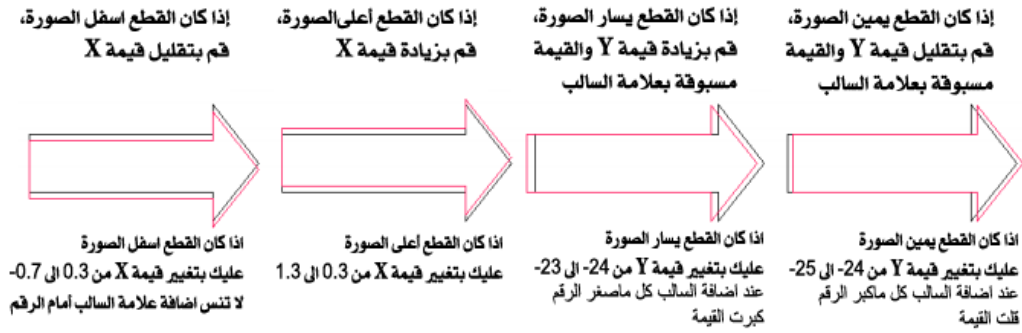 إذا كان القطع يمين الصورة،
قم بتقليل قيمة Y والقيمة
مسبوقة بعلامة السالب
اذا كان القطع يمين الصورة
عليك بتغيير قيمة Y من 24- الى 25-
عند اضافة السالب كل ماكبر الرقم
قلت القيمة
إذا كان القطع يسار الصورة،
قم بزيادة قيمة Y والقيمة
مسبوقة بعلامة السالب
اذا كان القطع يسار الصورة
عليك بتغيير قيمة Y من 24- الى 23-
عند اضافة السالب كل ماصغر الرقم
كبرت القيمة
إذا كان القطع أعلى الصورة،
قم بزيادة قيمة X
اذا كان القطع أعلى الصورة
عليك بتغيير قيمة X من 0.3 الى 1.3
إذا كان القطع اسفل الصورة،
قم بتقليل قيمة X
اذا كان القطع اسفل الصورة
عليك بتغيير قيمة X من 0.3 الى 0.7-
لا تنس اضافة علامة السالب أمام الرقم